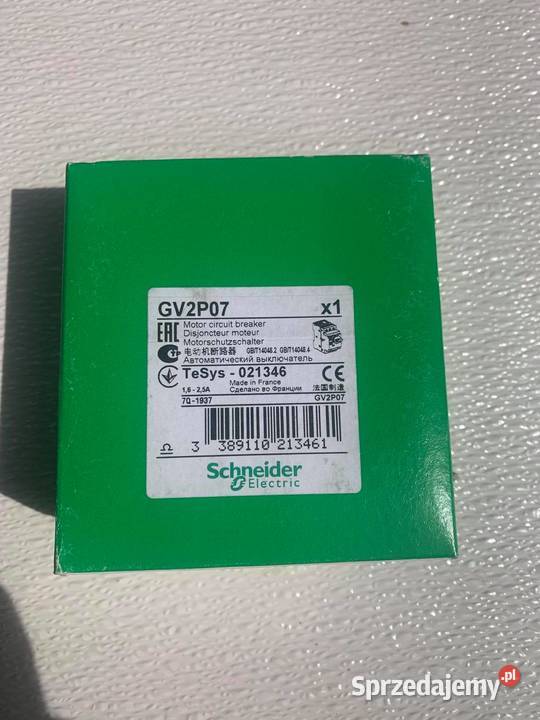 GV2P07 x1
EAC Motor circuit breaker
Disjoncteur moteur
Motorschutzschalter
电动机断路器 GB/T14048.2 GB/T14048.4
Автоматический выключатель
TeSys - 021346 CE
1,6 - 2,5A Made in France
Сделано во Франции 法国制造
7Q-1937 GV2P07
3 389110 213461
Schneider
Electric
Sprzedajemy.pl